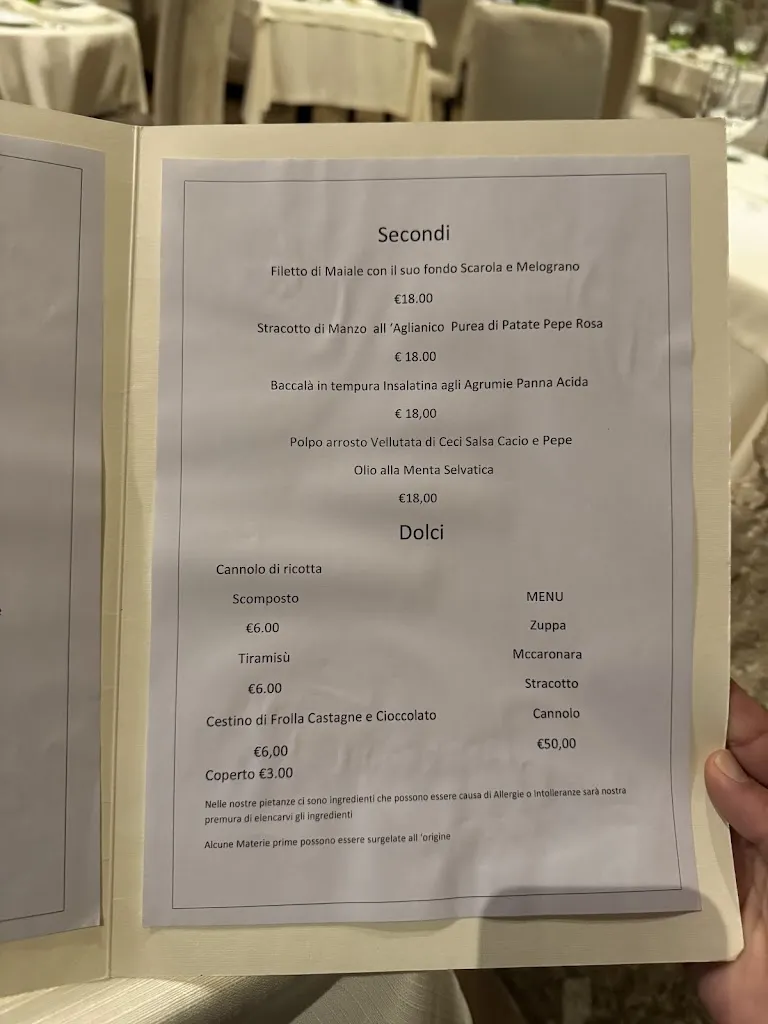 Secondi
Filetto di Maiale con il suo fondo Scarola e Melograno
€18.00
Stracotto di Manzo all 'Aglianico Purea di Patate Pepe Rosa
€ 18.00
Baccalà in tempura Insalatina agli Agrumie Panna Acida
€ 18,00
Polpo arrosto Vellutata di Ceci Salsa Cacio e Pepe
Olio alla Menta Selvatica
€18,00
Dolci
Cannolo di ricotta
Scomposto
€6.00
Tiramisù
€6.00
Cestino di Frolla Castagne e Cioccolato
€6,00
Coperto €3.00
MENU
Zuppa
Mccaronara
Stracotto
Cannolo
€50,00
Nelle nostre pietanze ci sono ingredienti che possono essere causa di Allergie o Intolleranze sarà nostra
premura di elencarvi gli ingredienti
Alcune Materie prime possono essere surgelate all 'origine